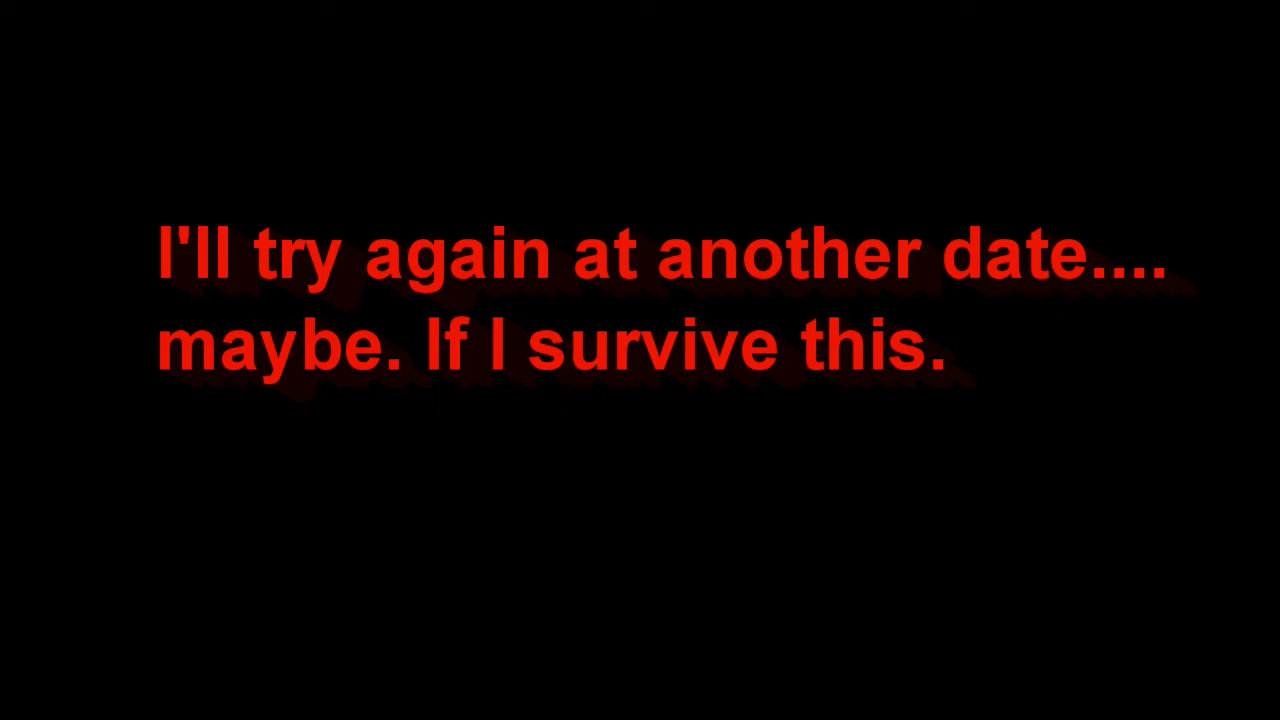 I'll try again at another date....
maybe. If I survive this.